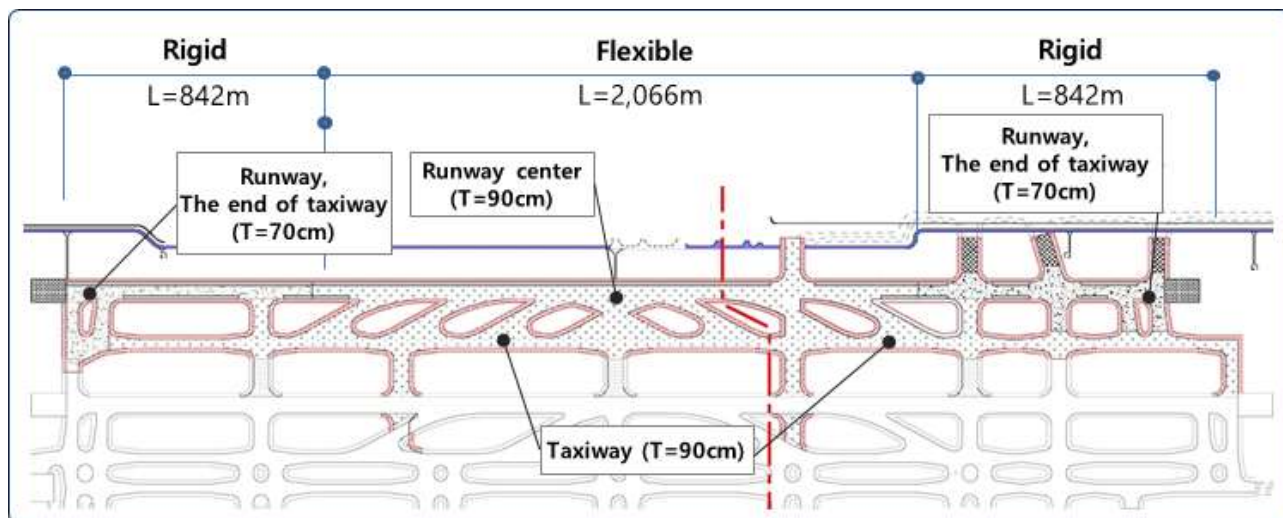 Rigid
Flexible
Rigid
L=842m
L=2,066m
L=842m
Runway,
The end of taxiway
(T=70cm)
Runway center
(T=90cm)
Runway,
The end of taxiway
(T=70cm)
Taxiway (T=90cm)